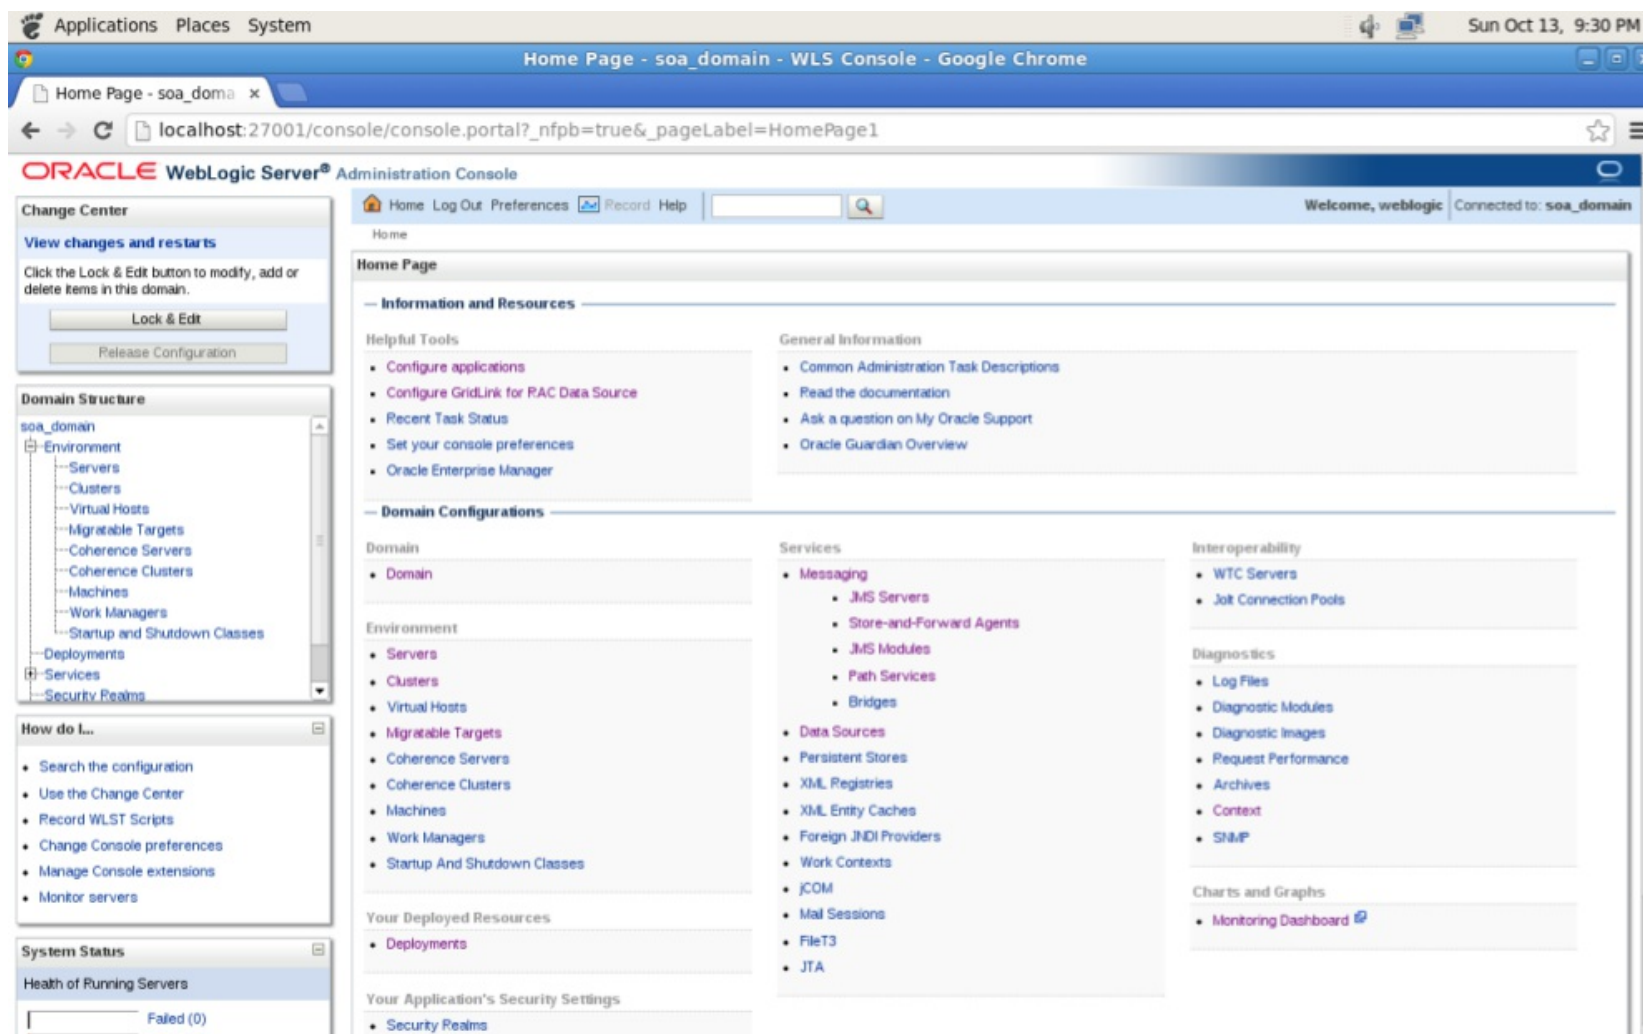 Applications Places System
Sun Oct 13, 9:30 PM
Home Page - soa_domain - WLS Console - Google Chrome
Home Page - soa_doma
localhost:27001/console/console.portal?_nfpb=true&_pageLabel=HomePage1
ORACLE WebLogic Server® Administration Console
Change Center
View changes and restarts
Click the Lock & Edit button to modify, add or
delete items in this domain.
Lock & Edit
Release Configuration
Domain Structure
soa_domain
Environment
Servers
Clusters
Virtual Hosts
Migratable Targets
Coherence Servers
Coherence Clusters
Machines
Work Managers
Startup and Shutdown Classes
Deployments
Services
Security Realms
How do I...
Search the configuration
Use the Change Center
Record WLST Scripts
Change Console preferences
Manage Console extensions
Monitor servers
System Status
Health of Running Servers
Failed (0)
Home Log Out Preferences Record Help
Welcome, weblogic Connected to: soa_domain
Home
Home Page
Information and Resources
Helpful Tools
Configure applications
Configure GridLink for RAC Data Source
Recent Task Status
Set your console preferences
Oracle Enterprise Manager
General Information
Common Administration Task Descriptions
Read the documentation
Ask a question on My Oracle Support
Oracle Guardian Overview
Domain Configurations
Domain
Domain
Environment
Servers
Clusters
Virtual Hosts
Migratable Targets
Coherence Servers
Coherence Clusters
Machines
Work Managers
Startup And Shutdown Classes
Your Deployed Resources
Deployments
Your Application's Security Settings
Security Realms
Services
Messaging
JMS Servers
Store-and-Forward Agents
JMS Modules
Path Services
Bridges
Data Sources
Persistent Stores
XML Registries
XML Entity Caches
Foreign JNDI Providers
Work Contexts
jCOM
Mail Sessions
FileT3
JTA
Interoperability
WTC Servers
Jolt Connection Pools
Diagnostics
Log Files
Diagnostic Modules
Diagnostic Images
Request Performance
Archives
Context
SNMP
Charts and Graphs
Monitoring Dashboard